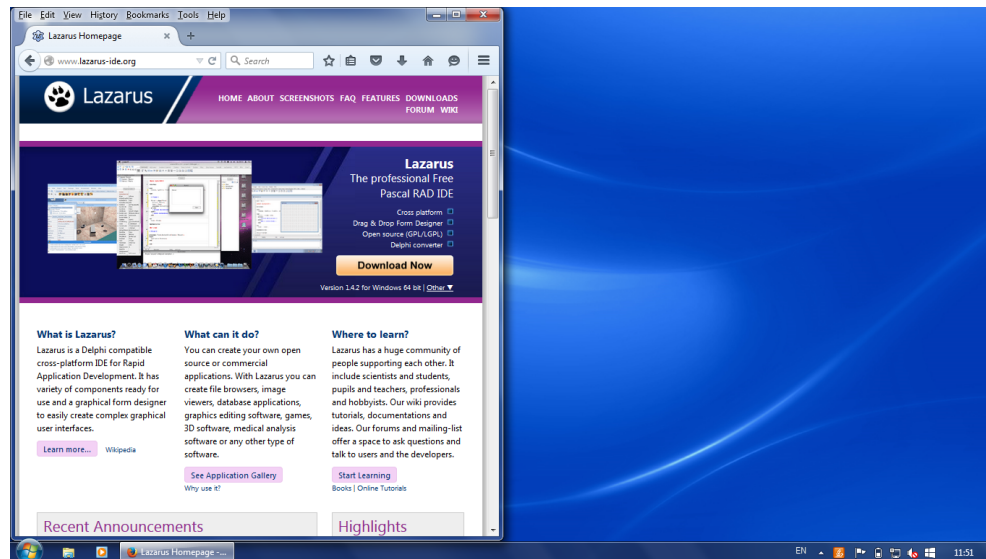 File Edit View History Bookmarks Tools Help
Lazarus Homepage
www.lazarus-ide.org
Search
Lazarus
HOME ABOUT SCREENSHOTS FAQ FEATURES DOWNLOADS
FORUM WIKI
Lazarus
The professional Free
Pascal RAD IDE
Cross platform
Drag & Drop Form Designer
Open source (GPL/LGPL)
Delphi converter
Download Now
Version 1.4.2 for Windows 64 bit | Other ▼
What is Lazarus?
Lazarus is a Delphi compatible
cross-platform IDE for Rapid
Application Development. It has
variety of components ready for
use and a graphical form designer
to easily create complex graphical
user interfaces.
Learn more... Wikipedia
What can it do?
You can create your own open
source or commercial
applications. With Lazarus you can
create file browsers, image
viewers, database applications,
graphics editing software, games,
3D software, medical analysis
software or any other type of
software.
See Application Gallery
Why use it?
Where to learn?
Lazarus has a huge community of
people supporting each other. It
include scientists and students,
pupils and teachers, professionals
and hobbyists. Our wiki provides
tutorials, documentations and
ideas. Our forums and mailing-list
offer a space to ask questions and
talk to users and the developers.
Start Learning
Books | Online Tutorials
Recent Announcements
Highlights
Lazarus Homepage -...
EN
11:51